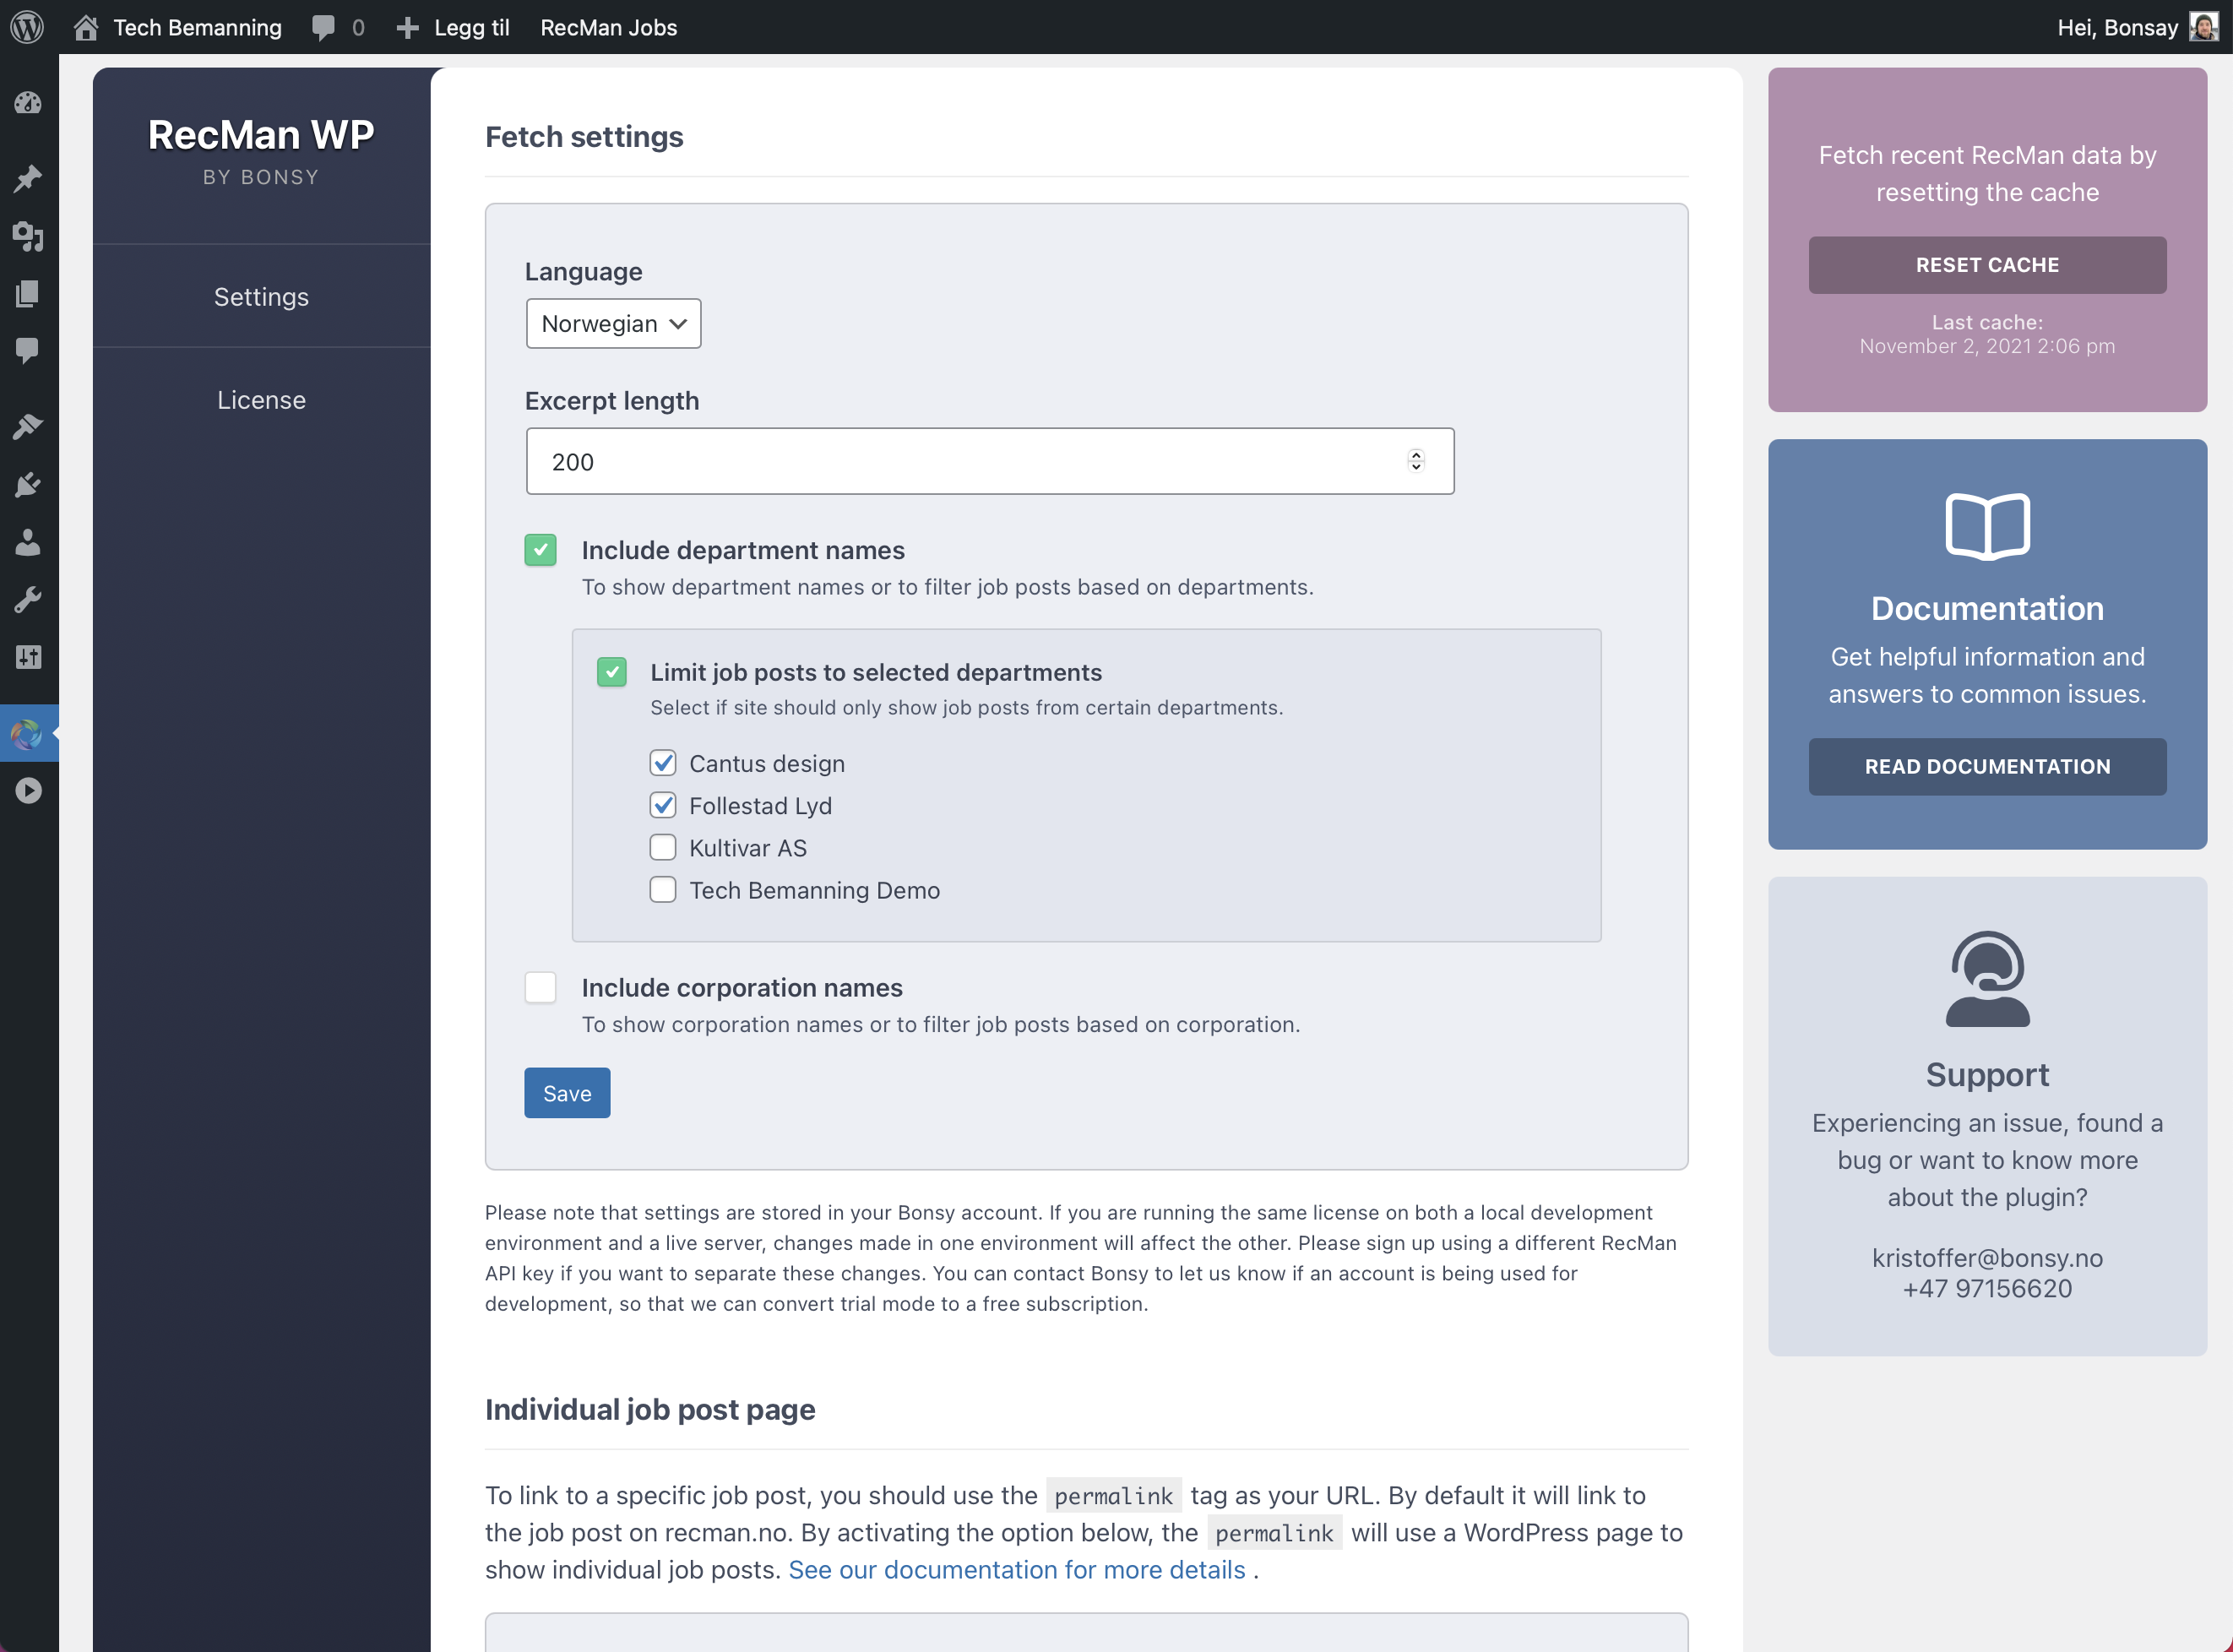 Tech Bemanning
0
Legg til
RecMan Jobs
Hei, Bonsay
RecMan WP
BY BONSY
Settings
License
Fetch settings
Language
Norwegian
Excerpt length
200
Include department names
To show department names or to filter job posts based on departments.
Limit job posts to selected departments
Select if site should only show job posts from certain departments.
Cantus design
Follestad Lyd
Kultivar AS
Tech Bemanning Demo
Include corporation names
To show corporation names or to filter job posts based on corporation.
Save
Please note that settings are stored in your Bonsy account. If you are running the same license on both a local development
environment and a live server, changes made in one environment will affect the other. Please sign up using a different RecMan
API key if you want to separate these changes. You can contact Bonsy to let us know if an account is being used for
development, so that we can convert trial mode to a free subscription.
Individual job post page
To link to a specific job post, you should use the permalink tag as your URL. By default it will link to
the job post on recman.no. By activating the option below, the permalink will use a WordPress page to
show individual job posts. See our documentation for more details .
Fetch recent RecMan data by
resetting the cache
RESET CACHE
Last cache:
November 2, 2021 2:06 pm
Documentation
Get helpful information and
answers to common issues.
READ DOCUMENTATION
Support
Experiencing an issue, found a
bug or want to know more
about the plugin?
kristoffer@bonsy.no
+47 97156620